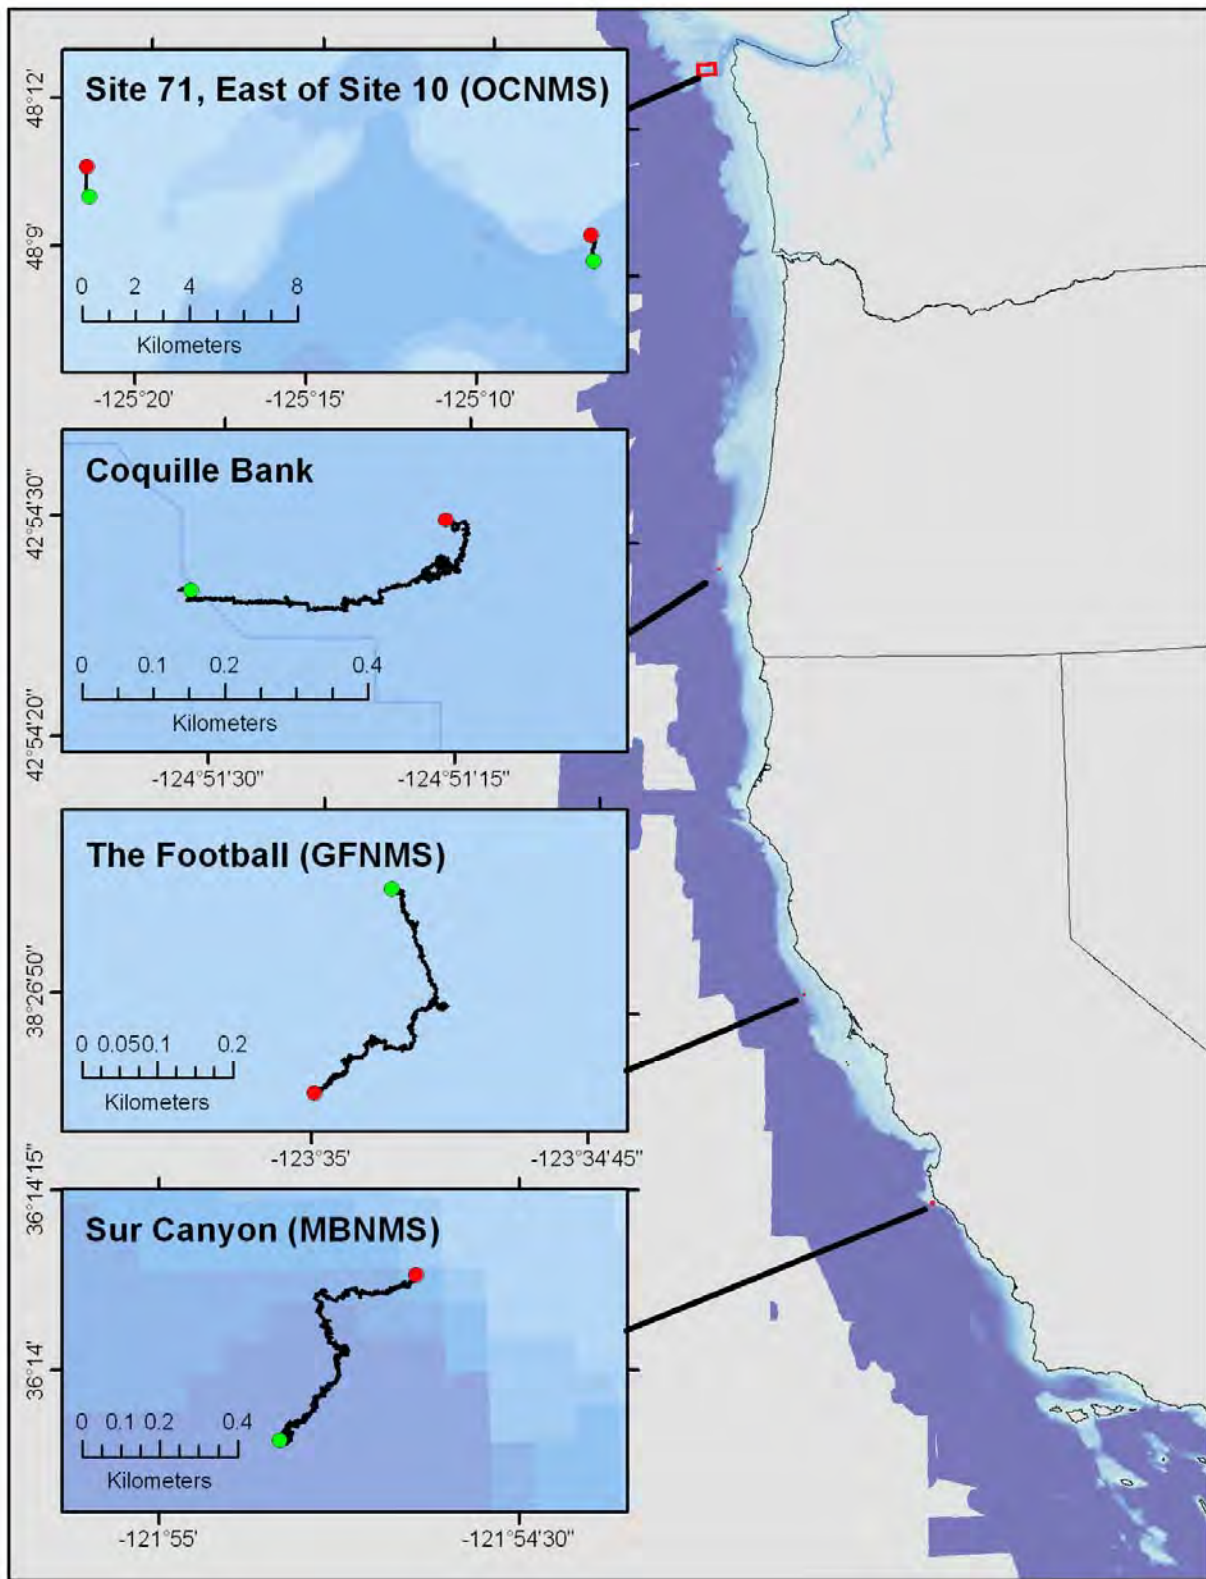 Site 71, East of Site 10 (OCNMS)
48°12'
48°9'
0 2 4 8
Kilometers
-125°20' -125°15' -125°10'
Coquille Bank
42°54'30"
42°54'20"
0 0.1 0.2 0.4
Kilometers
-124°51'30" -124°51'15"
The Football (GFNMS)
38°26'50"
0 0.05 0.1 0.2
Kilometers
-123°35' -123°34'45"
36°14'15"
Sur Canyon (MBNMS)
36°14'
0 0.1 0.2 0.4
Kilometers
-121°55' -121°54'30"